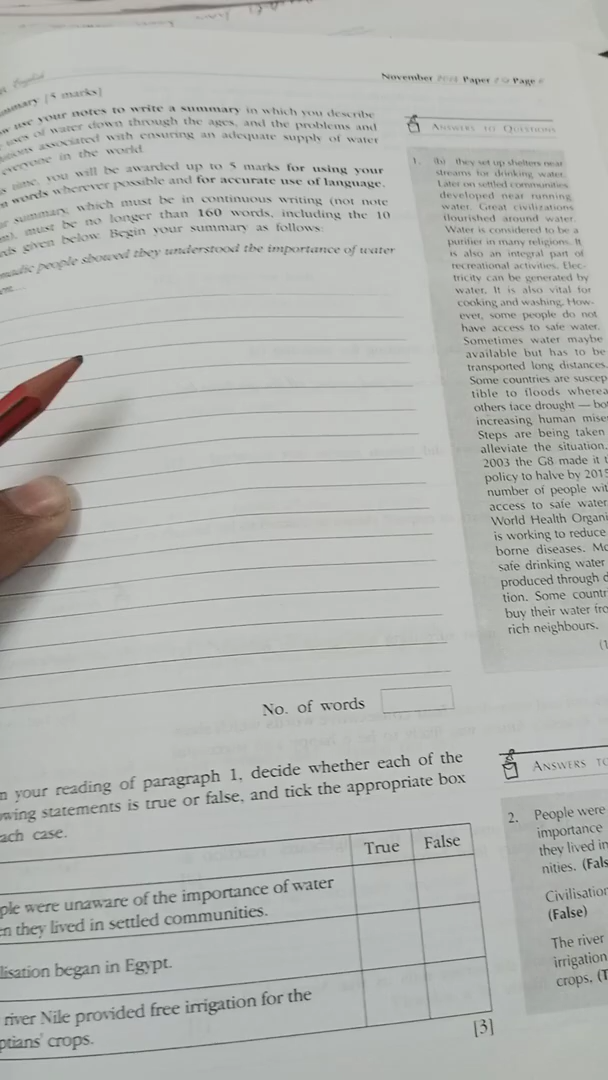 November Paper Page
mmary [5 marks]
w use your notes to write a summary in which you describe
uses of water down through the ages, and the problems and
associated with ensuring an adequate supply of water
everyone in the world.
s time, you will be awarded up to 5 marks for using your
n words wherever possible and for accurate use of language.
r summary, which must be in continuous writing (not note
m), must be no longer than 160 words, including the 10
ds given below. Begin your summary as follows:
madic people showed they understood the importance of water
en...
No. of words
n your reading of paragraph 1, decide whether each of the
owing statements is true or false, and tick the appropriate box
ach case.
True False
ple were unaware of the importance of water
en they lived in settled communities.
lisation began in Egypt.
river Nile provided free irrigation for the
ptians' crops.
[3]
ANSWERS TO QUESTIONS
1. (b) they set up shelters near
streams for drinking water.
Later on settled communities
developed near running
water. Great civilizations
flourished around water.
Water is considered to be a
purifier in many religions. It
is also an integral part of
recreational activities. Elec-
tricity can be generated by
water. It is also vital for
cooking and washing. How-
ever, some people do not
have access to safe water.
Sometimes water maybe
available but has to be
transported long distances.
Some countries are suscep
tible to floods wherea
others face drought — bo
increasing human mise
Steps are being taken
alleviate the situation.
2003 the G8 made it t
policy to halve by 2015
number of people wit
access to safe water
World Health Organi
is working to reduce
borne diseases. Mo
safe drinking water
produced through d
tion. Some countr
buy their water fro
rich neighbours.
(1
ANSWERS TO
2. People were
importance
they lived in
nities. (Fals
Civilisation
(False)
The river
irrigation
crops. (T